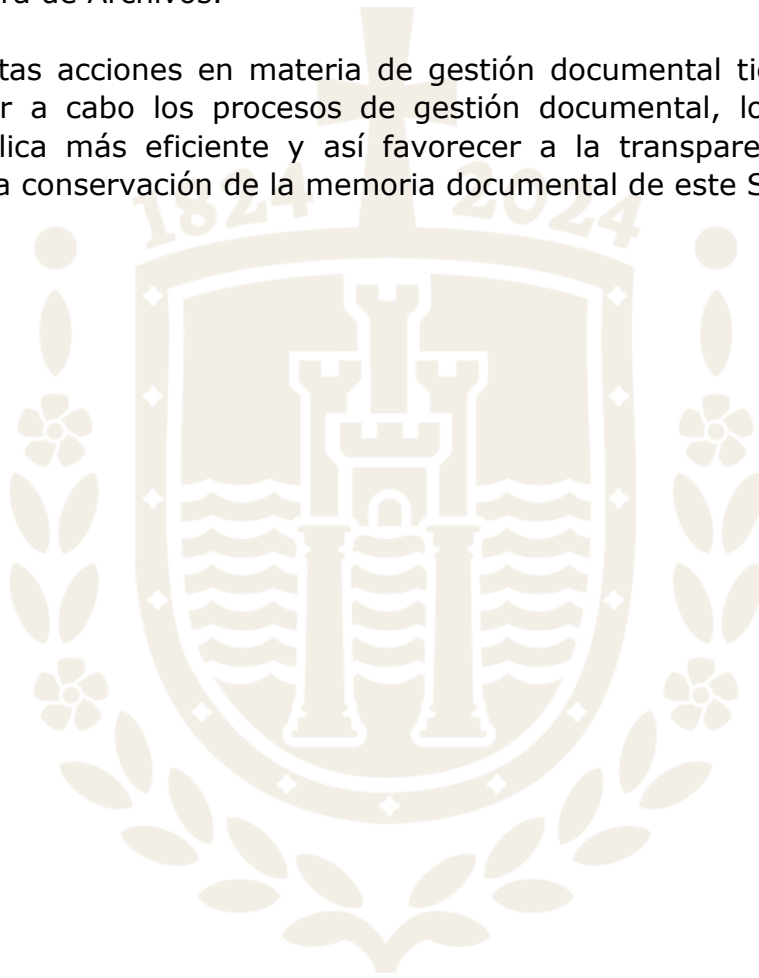 ra de Archivos.
tas acciones en materia de gestión documental ti
r a cabo los procesos de gestión documental, lo
lica más eficiente y así favorecer a la transpare
a conservación de la memoria documental de este S
1824 2024